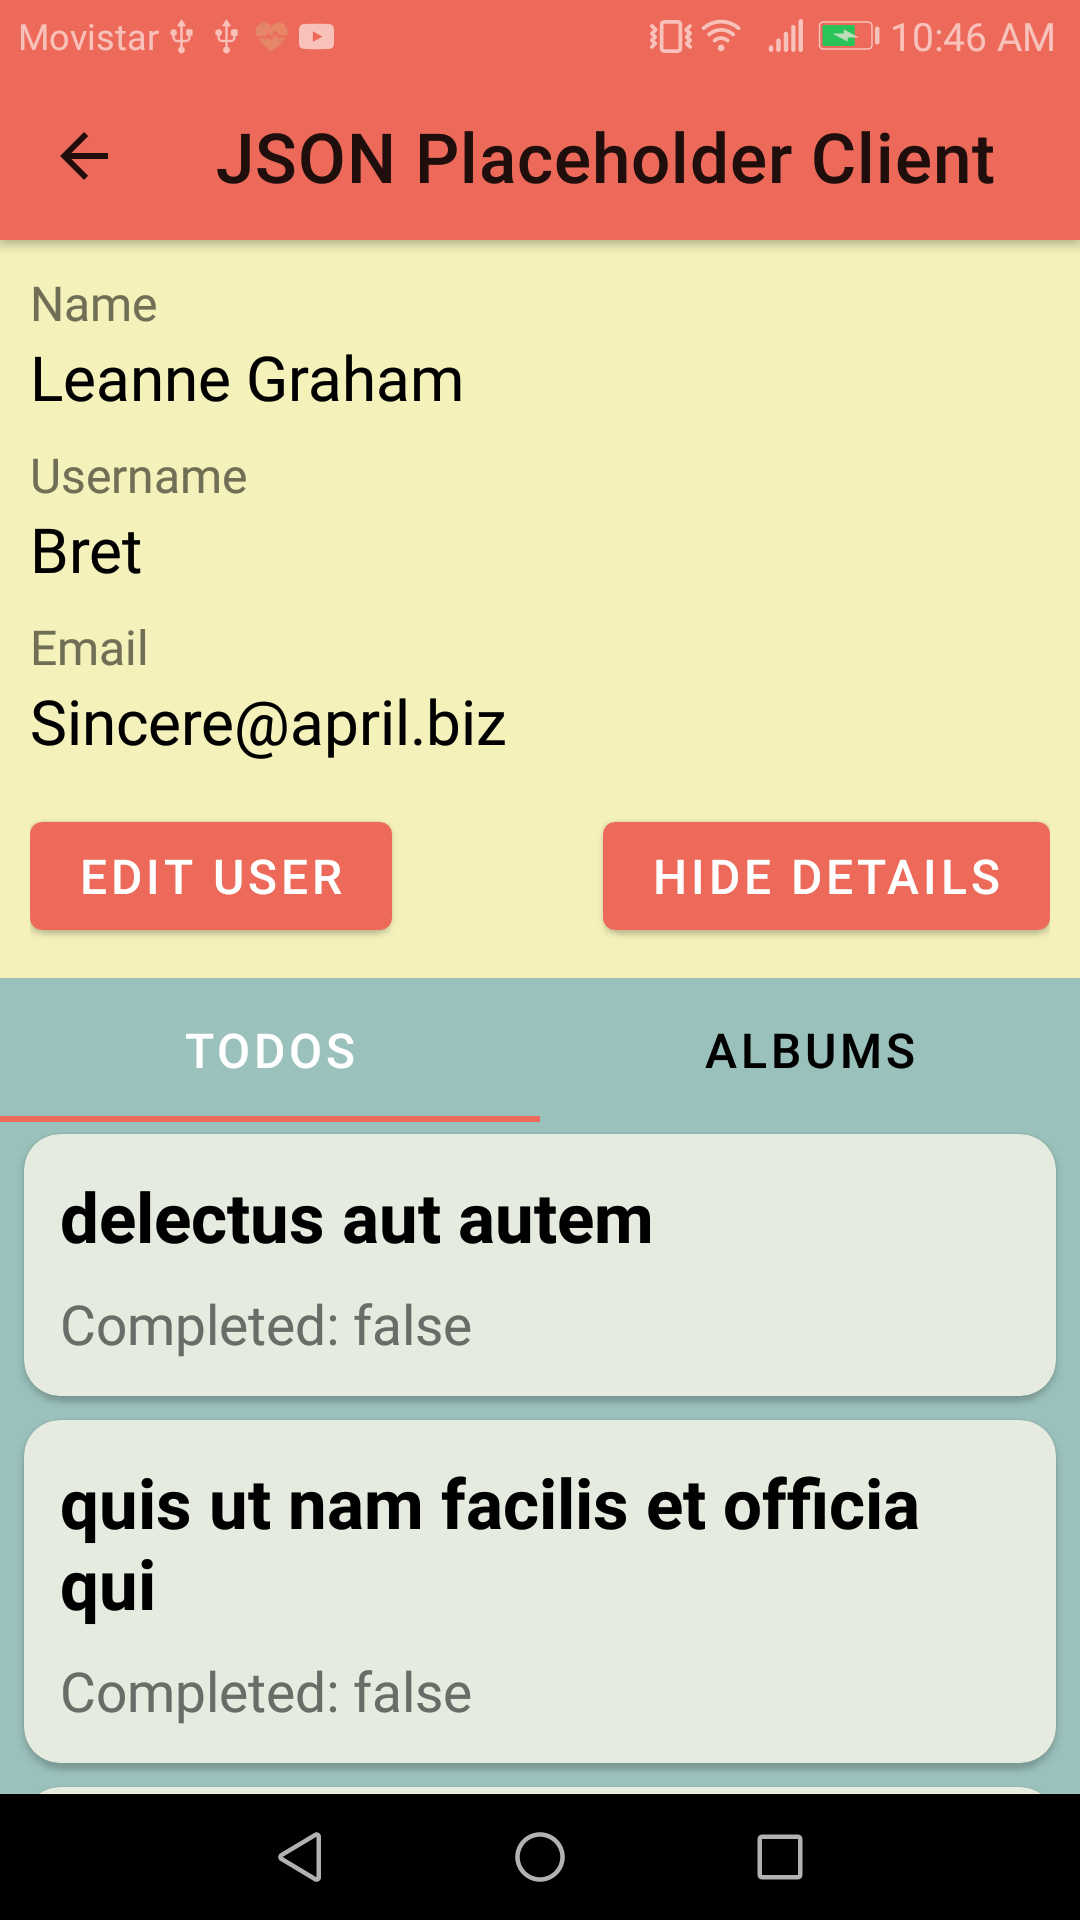 Movistar 10:46 AM
JSON Placeholder Client
Name
Leanne Graham
Username
Bret
Email
Sincere@april.biz
EDIT USER HIDE DETAILS
TODOS ALBUMS
delectus aut autem
Completed: false
quis ut nam facilis et officia
qui
Completed: false